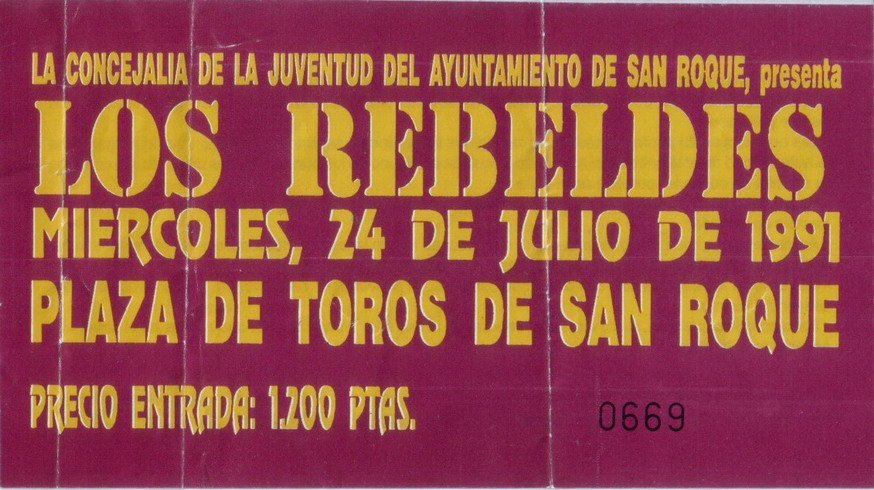 LA CONCEJALIA DE LA JUVENTUD DEL AYUNTAMIENTO DE SAN ROQUE, presenta
LOS REBELDES
MIERCOLES, 24 DE JULIO DE 1991
PLAZA DE TOROS DE SAN ROQUE
PRECIO ENTRADA: 1.200 PTAS.
0669